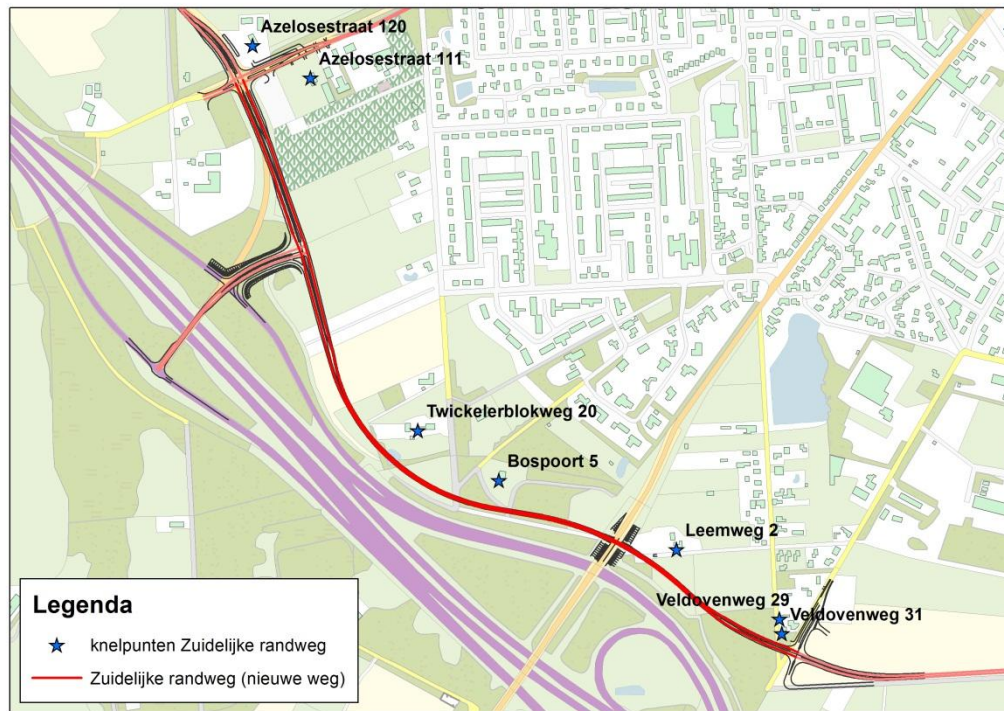 Azelosestraat 120
Azelosestraat 111
Twickelerblokweg 20
Bospoort 5
Leemweg 2
Veldovenweg 29
Veldovenweg 31
Legenda
knelpunten Zuidelijke randweg
Zuidelijke randweg (nieuwe weg)